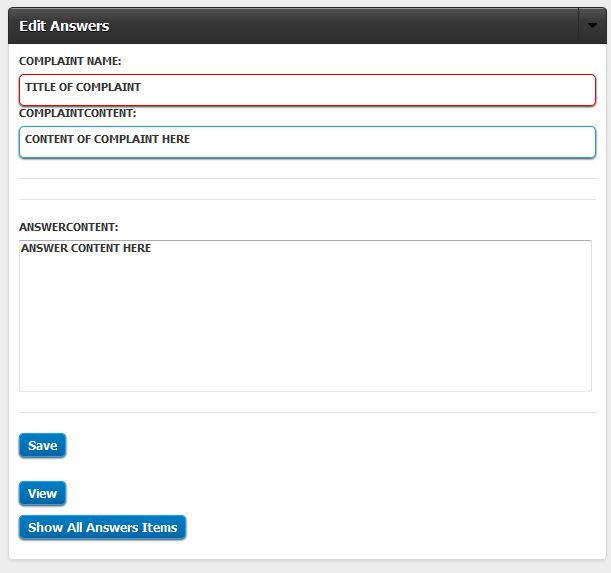 Edit Answers
COMPLAINT NAME:
TITLE OF COMPLAINT
COMPLAINTCONTENT:
CONTENT OF COMPLAINT HERE
ANSWERCONTENT:
ANSWER CONTENT HERE
Save
View
Show All Answers Items